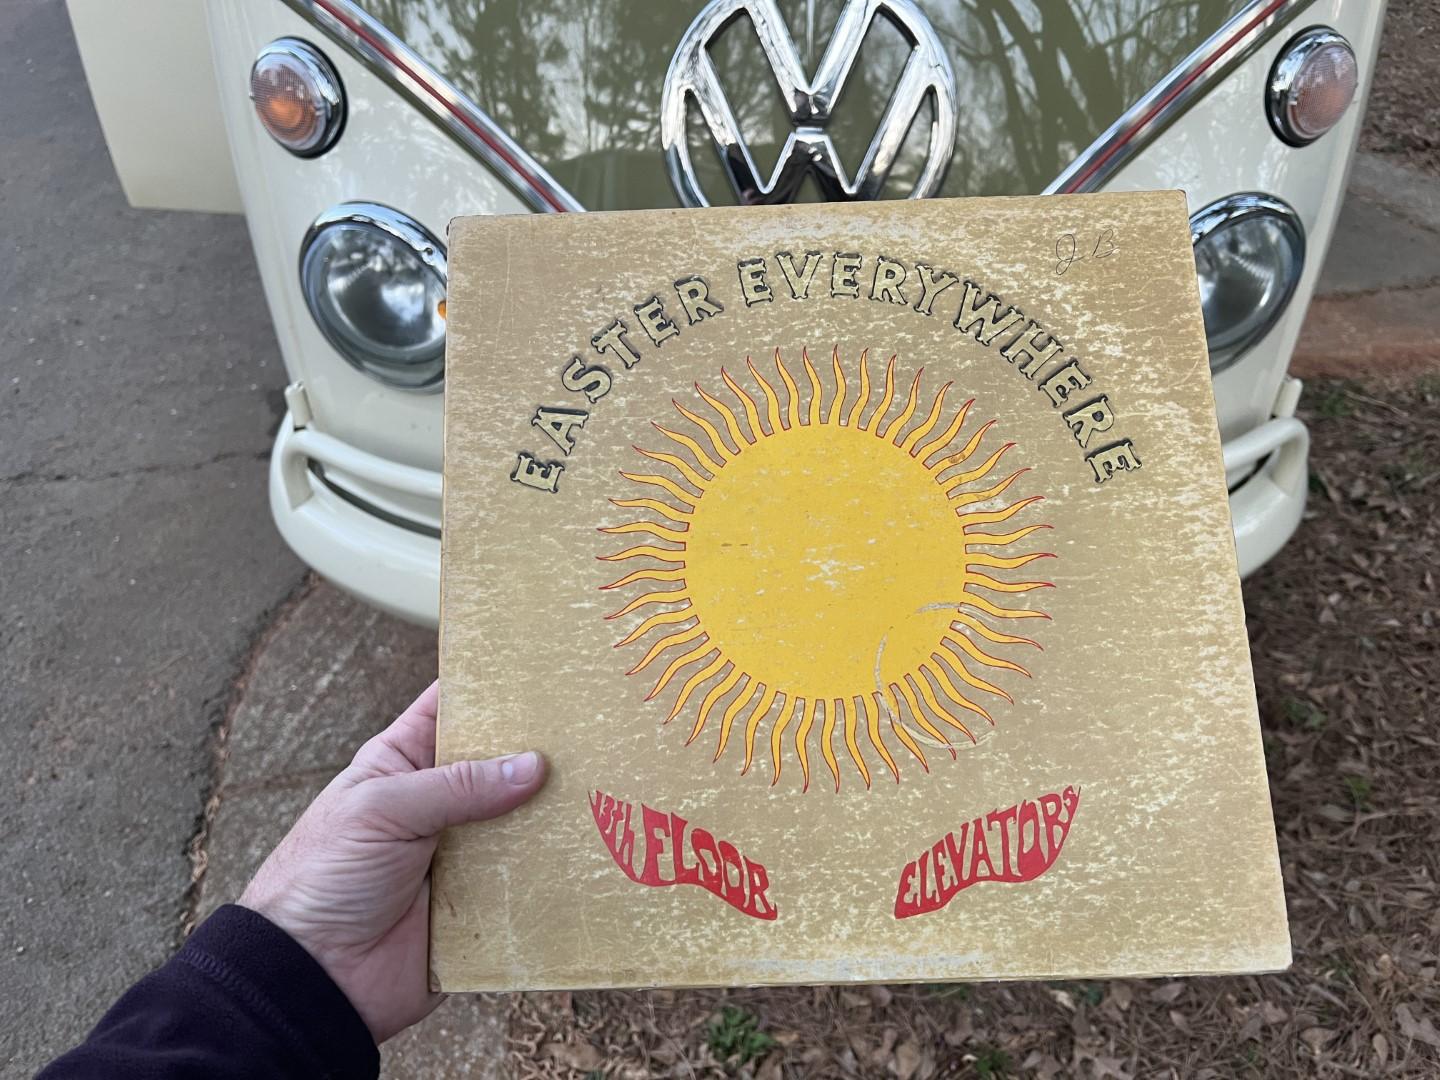 VW
JB
EASTER EVERYWHERE
13th FLOOR ELEVATORS